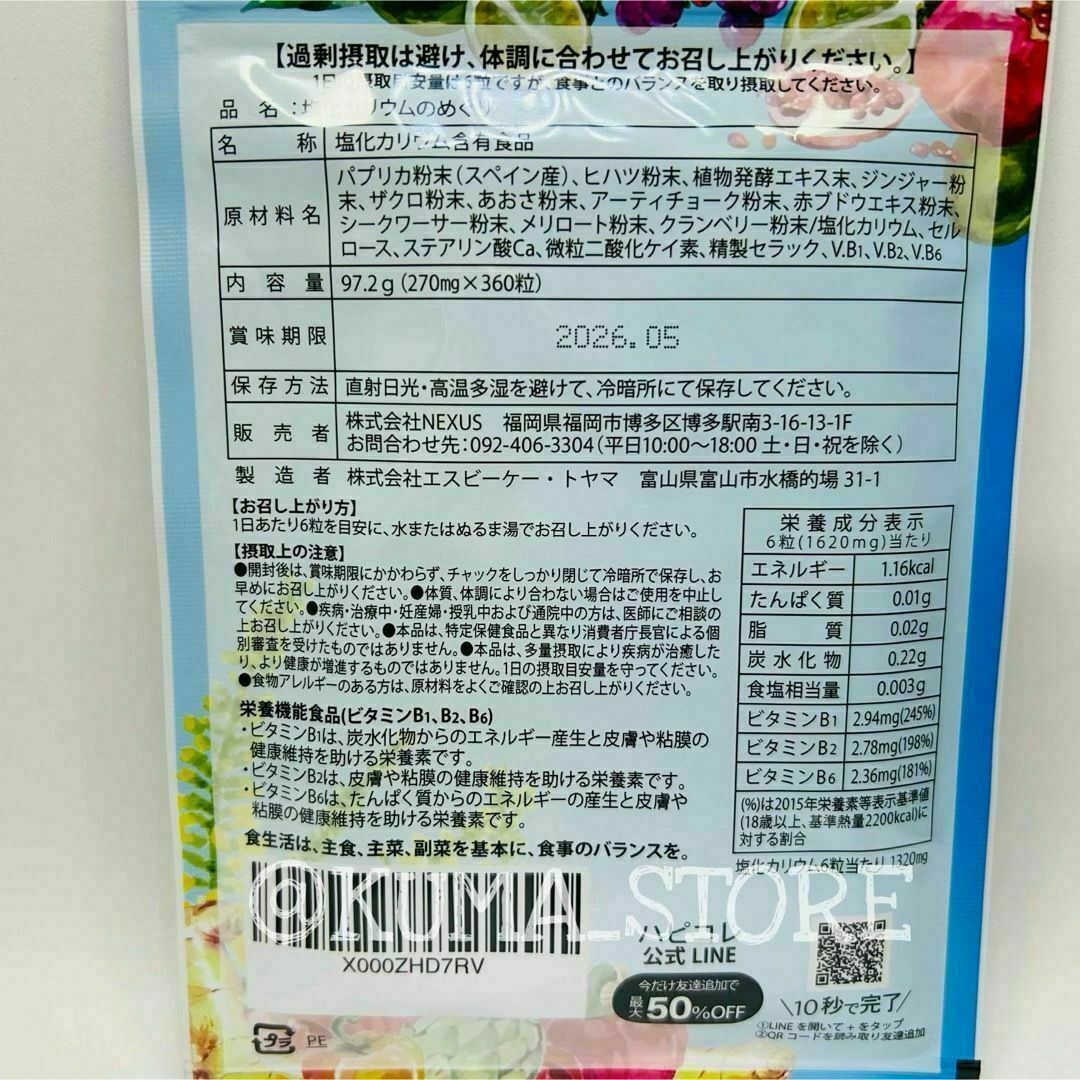 【過剰摂取は避け、体調に合わせてお召し上がりください。】
1日の摂取目安量は6粒ですが、食事とのバランスを取り摂取してください。
品 名:塩化カリウムのめぐり
名 称 塩化カリウム含有食品
原材料名 パプリカ粉末(スペイン産)、ヒハツ粉末、植物発酵エキス末、ジンジャー粉
末、ザクロ粉末、あおさ粉末、アーティチョーク粉末、赤ブドウエキス粉末、
シークワーサー粉末、メリロート粉末、クランベリー粉末/塩化カリウム、セル
ロース、ステアリン酸Ca、微粒二酸化ケイ素、精製セラック、V.B1、V.B2、V.B6
内容量 97.2g(270mg×360粒)
賞味期限 2026.05
保存方法 直射日光・高温多湿を避けて、冷暗所にて保存してください。
販売者 株式会社NEXUS 福岡県福岡市博多区博多駅南3-16-13-1F
お問合わせ先:092-406-3304(平日10:00〜18:00 土・日・祝を除く)
製造者 株式会社エスビーケー・トヤマ 富山県富山市水橋的場31-1
【お召し上がり方】
1日あたり6粒を目安に、水またはぬるま湯でお召し上がりください。
【摂取上の注意】
●開封後は、賞味期限にかかわらず、チャックをしっかり閉じて冷暗所で保存し、お
早めにお召し上がりください。●体質、体調により合わない場合はご使用を中止し
てください。●疾病・治療中・妊産婦・授乳中および通院中の方は、医師にご相談の
上お召し上がりください。●本品は、特定保健食品と異なり消費者庁長官による個
別審査を受けたものではありません。●本品は、多量摂取により疾病が治癒した
り、より健康が増進するものではありません。1日の摂取目安量を守ってください。
●食物アレルギーのある方は、原材料をよくご確認の上お召し上がりください。
栄養機能食品(ビタミンB1、B2、B6)
・ビタミンB1は、炭水化物からのエネルギー産生と皮膚や粘膜の
健康維持を助ける栄養素です。
・ビタミンB2は、皮膚や粘膜の健康維持を助ける栄養素です。
・ビタミンB6は、たんぱく質からのエネルギーの産生と皮膚や
粘膜の健康維持を助ける栄養素です。
食生活は、主食、主菜、副菜を基本に、食事のバランスを。
栄養成分表示
6粒(1620mg)当たり
エネルギー 1.16kcal
たんぱく質 0.01g
脂質 0.02g
炭水化物 0.22g
食塩相当量 0.003g
ビタミンB1 2.94mg(245%)
ビタミンB2 2.78mg(198%)
ビタミンB6 2.36mg(181%)
(%)は2015年栄養素等表示基準値
(18歳以上、基準熱量2200kcal)に
対する割合
塩化カリウム6粒当たり1320mg
@KUMA_STORE
X000ZHD7RV
公式LINE
今だけ友達追加で
最大50%OFF
\10秒で完了/
①LINEを開いて+をタップ
②QRコードを読み取り友達追加
プラ PE